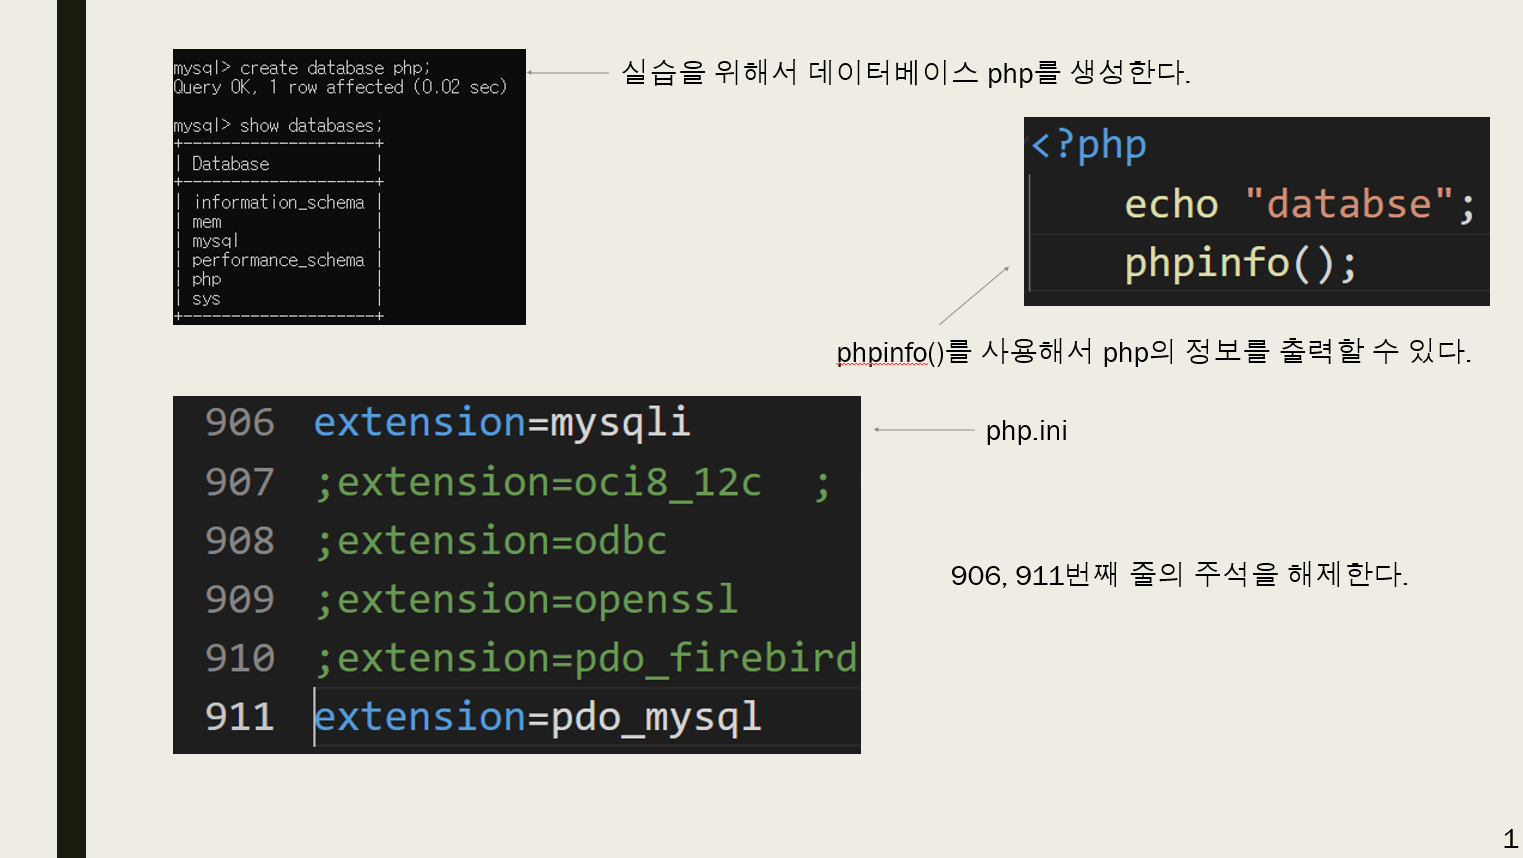 mysql> create database php;
Query OK, 1 row affected (0.02 sec)
mysql> show databases;
+--------------------+
| Database           |
+--------------------+
| information_schema |
| mem                |
| mysql              |
| performance_schema |
| php                |
| sys                |
+--------------------+
실습을 위해서 데이터베이스 php를 생성한다.
<?php
echo "databse";
phpinfo();
phpinfo()를 사용해서 php의 정보를 출력할 수 있다.
906 extension=mysqli
907 ;extension=oci8_12c  ;
908 ;extension=odbc
909 ;extension=openssl
910 ;extension=pdo_firebird
911 extension=pdo_mysql
php.ini
906, 911번째 줄의 주석을 해제한다.
1